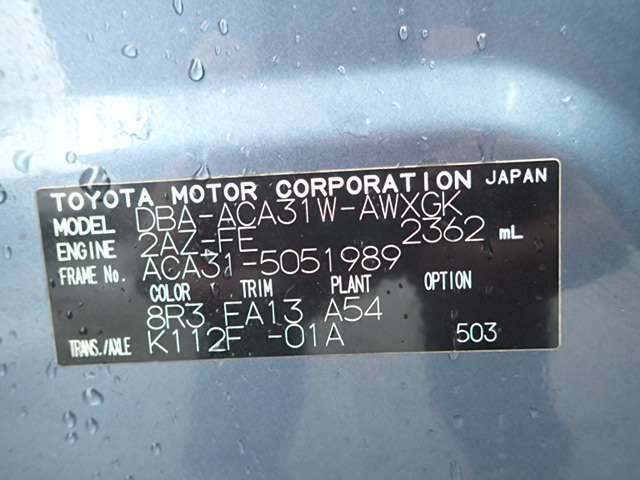 TOYOTA MOTOR CORPORATION JAPAN
MODEL DBA-ACA31W-AWXGK
ENGINE 2AZ-FE 2362 mL
FRAME No. ACA31-5051989
COLOR TRIM PLANT OPTION
8R3 FA13 A54
TRANS./AXLE K112F -01A 503